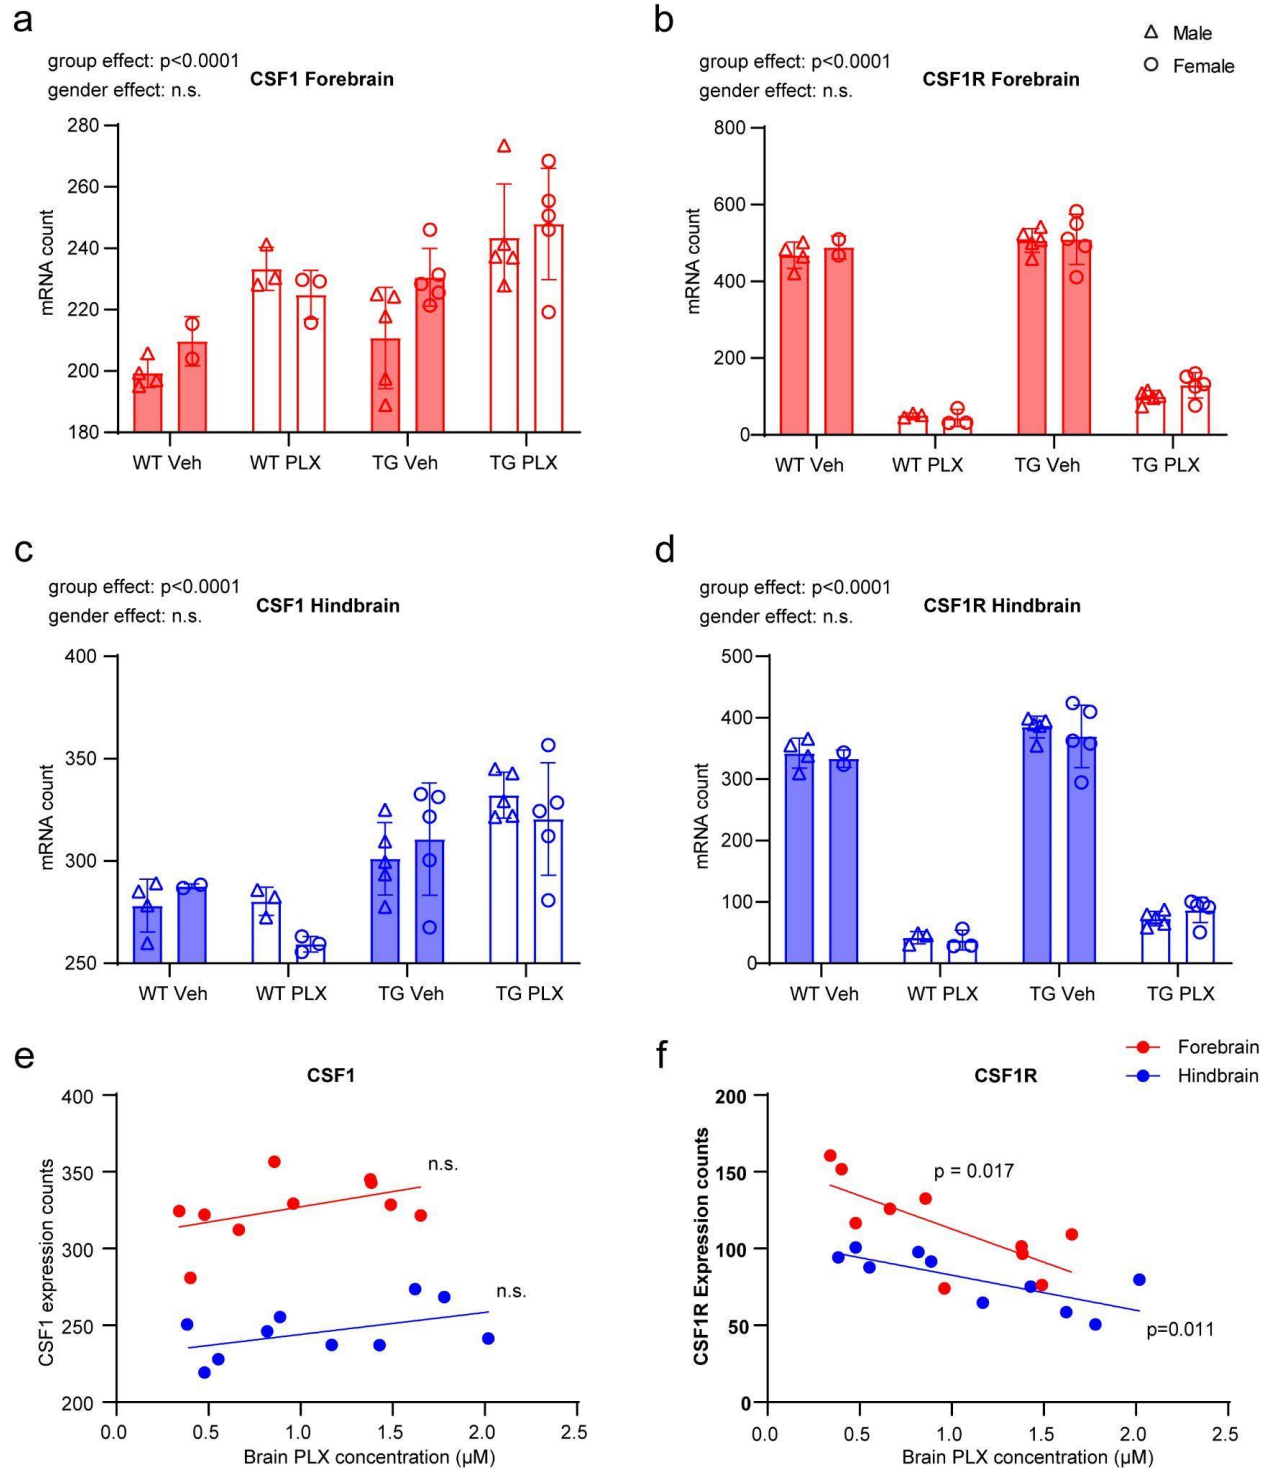 a
group effect: p<0.0001
gender effect: n.s.
CSF1 Forebrain
mRNA count
280
260
240
220
200
180
WT Veh
WT PLX
TG Veh
TG PLX
b
Male
Female
group effect: p<0.0001
gender effect: n.s.
CSF1R Forebrain
mRNA count
800
600
400
200
0
WT Veh
WT PLX
TG Veh
TG PLX
c
group effect: p<0.0001
gender effect: n.s.
CSF1 Hindbrain
mRNA count
400
350
300
250
WT Veh
WT PLX
TG Veh
TG PLX
d
group effect: p<0.0001
gender effect: n.s.
CSF1R Hindbrain
mRNA count
500
400
300
200
100
0
WT Veh
WT PLX
TG Veh
TG PLX
e
CSF1
CSF1 expression counts
400
350
300
250
200
n.s.
n.s.
0.0
0.5
1.0
1.5
2.0
2.5
Brain PLX concentration (µM)
f
Forebrain
Hindbrain
CSF1R
CSF1R Expression counts
200
150
100
50
0
p = 0.017
p=0.011
0.0
0.5
1.0
1.5
2.0
2.5
Brain PLX concentration (µM)